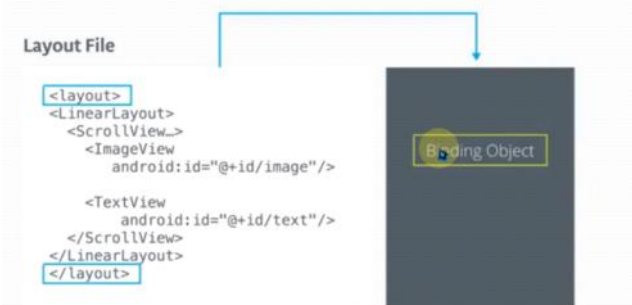 Layout File
<layout>
<LinearLayout>
<ScrollView…>
<ImageView
android:id="@+id/image"/>
<TextView
android:id="@+id/text"/>
</ScrollView>
</LinearLayout>
</layout>
Binding Object